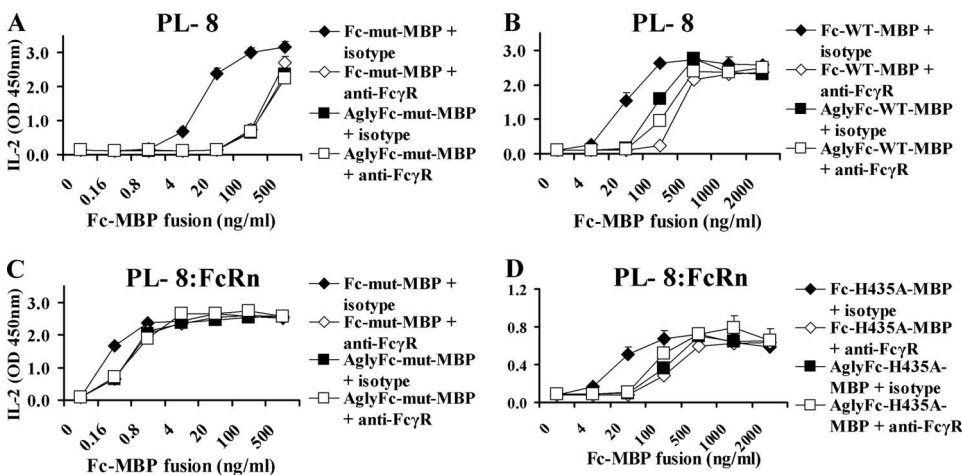 A
PL- 8
IL-2 (OD 450nm)
3.0
2.0
1.0
0.0
0
0.16
0.8
4
20
100
500
Fc-MBP fusion (ng/ml)
Fc-mut-MBP +
isotype
Fc-mut-MBP +
anti-FcγR
AglyFc-mut-MBP
+ isotype
AglyFc-mut-MBP
+ anti-FcγR
B
PL- 8
3.0
2.0
1.0
0.0
0
4
20
100
500
1000
2000
Fc-MBP fusion (ng/ml)
Fc-WT-MBP +
isotype
Fc-WT-MBP +
anti-FcγR
AglyFc-WT-MBP
+ isotype
AglyFc-WT-MBP
+ anti-FcγR
C
PL- 8:FcRn
IL-2 (OD 450nm)
3.0
2.0
1.0
0.0
0
0.16
0.8
4
20
100
500
Fc-MBP fusion (ng/ml)
Fc-mut-MBP +
isotype
Fc-mut-MBP +
anti-FcγR
AglyFc-mut-MBP
+ isotype
AglyFc-mut-MBP
+ anti-FcγR
D
PL- 8:FcRn
1.2
0.8
0.4
0.0
0
4
20
100
500
1000
2000
Fc-MBP fusion (ng/ml)
Fc-H435A-MBP
+ isotype
Fc-H435A-MBP
+ anti-FcγR
AglyFc-H435A-
MBP + isotype
AglyFc-H435A-
MBP + anti-FcγR